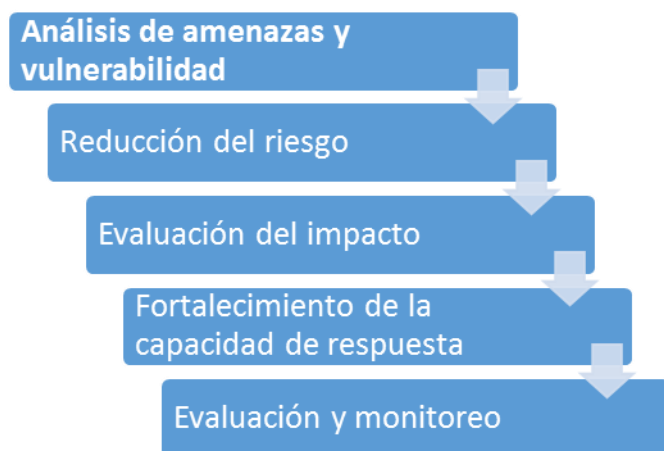 Análisis de amenazas y
vulnerabilidad
Reducción del riesgo
Evaluación del impacto
Fortalecimiento de la
capacidad de respuesta
Evaluación y monitoreo